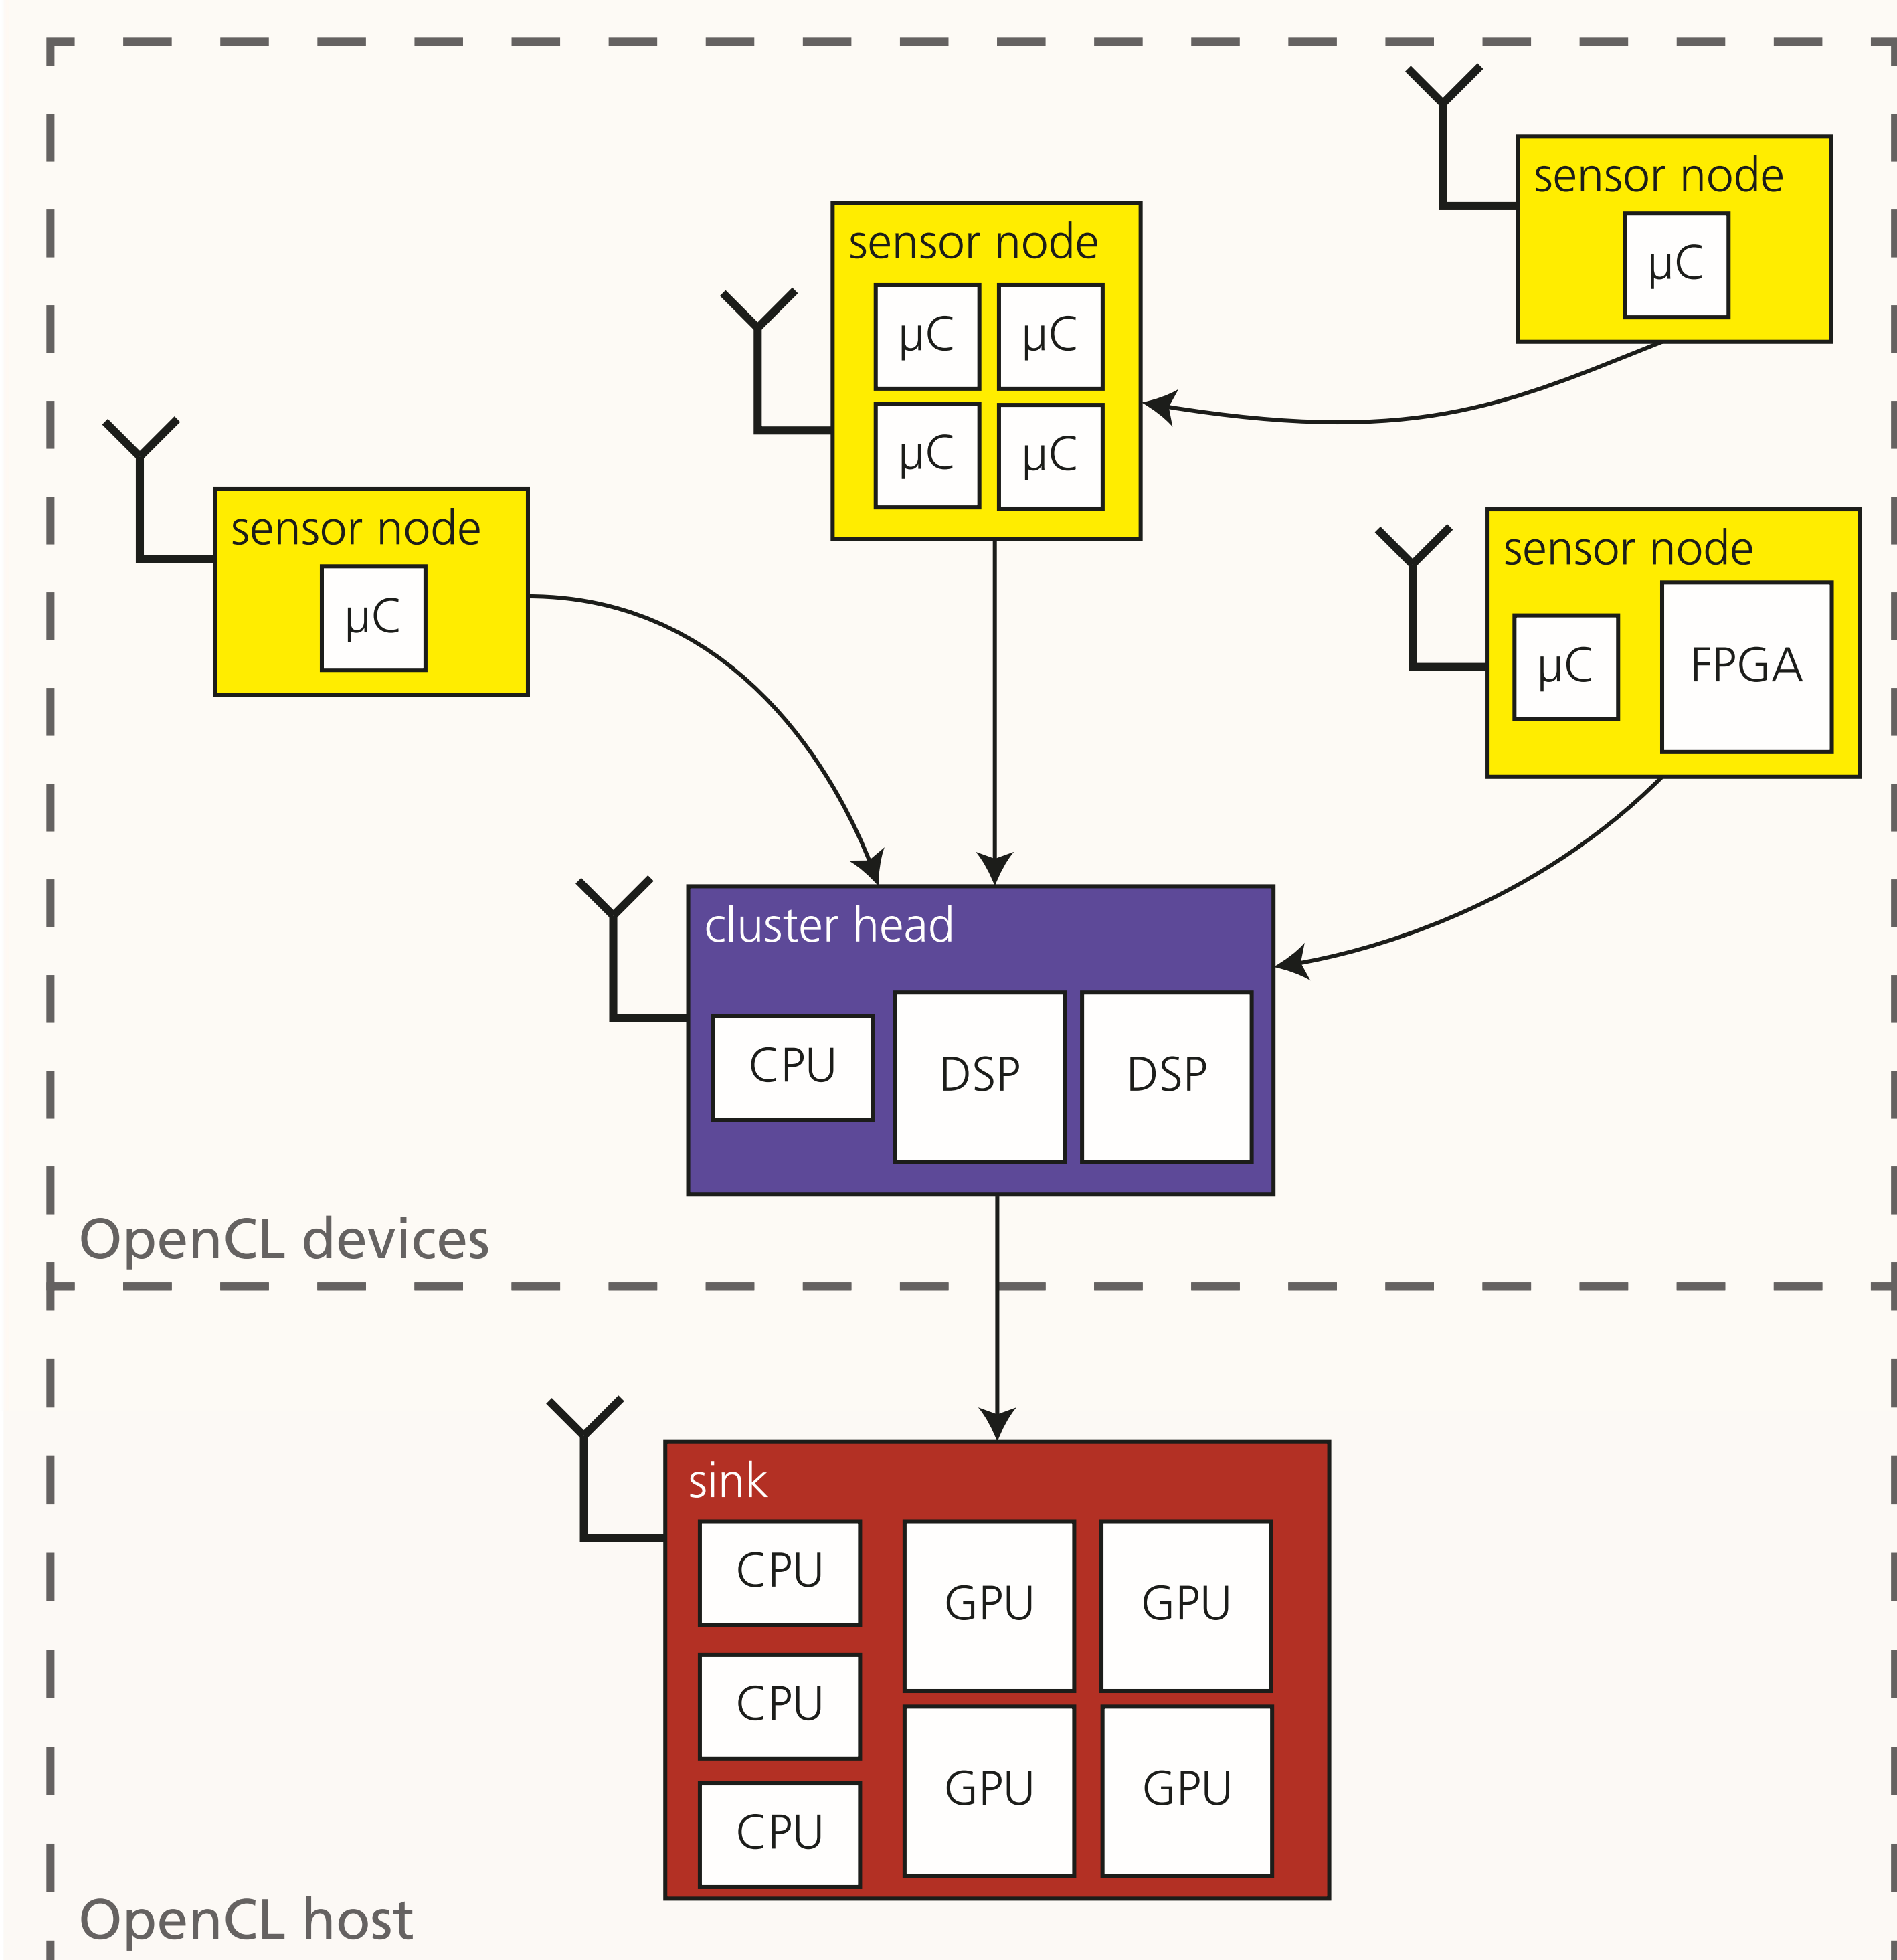 sensor node
µC
sensor node
µC µC
µC µC
sensor node
µC
sensor node
µC FPGA
cluster head
CPU DSP DSP
OpenCL devices
sink
CPU GPU GPU
CPU
GPU GPU
CPU
OpenCL host